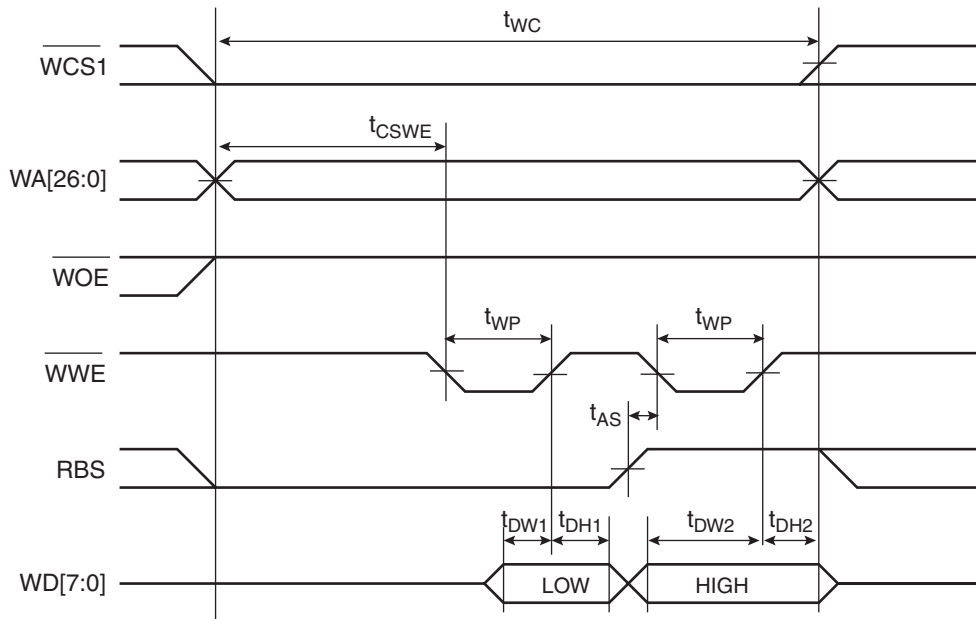 tWC
WCS1
tCSWE
WA[26:0]
WOE
tWP tWP
WWE
tAS
RBS
tDW1 tDH1 tDW2 tDH2
WD[7:0] LOW HIGH